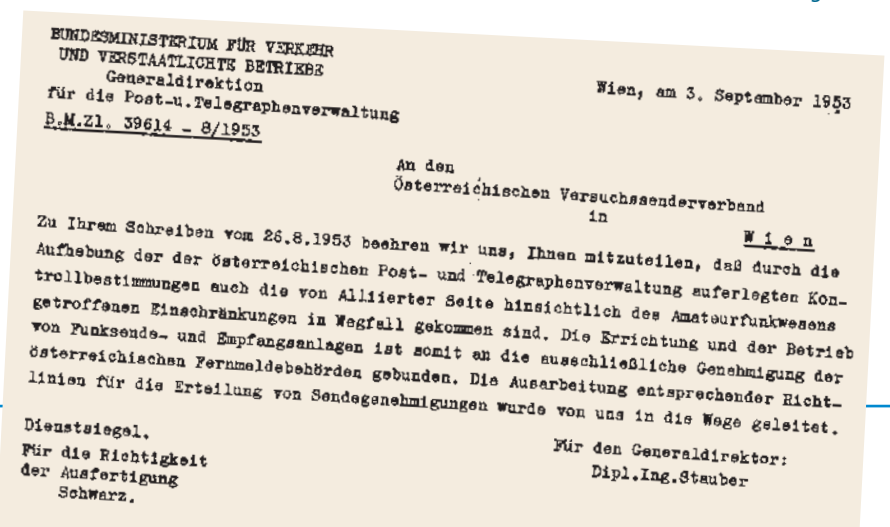 BUNDESMINISTERIUM FÜR VERKEHR
UND VERSTAATLICHTE BETRIEBE
Generaldirektion
für die Post-u.Telegraphenverwaltung
B.M.Zl. 39614 - 8/1953
Wien, am 3. September 1953
An den
Österreichischen Versuchssenderverband
in
Wien
Zu Ihrem Schreiben vom 26.8.1953 beehren wir uns, Ihnen mitzuteilen, daß durch die
Aufhebung der der österreichischen Post- und Telegraphenverwaltung auferlegten Kon-
trollbestimmungen auch die von Alliierter Seite hinsichtlich des Amateurfunkwesens
getroffenen Einschränkungen in Wegfall gekommen sind. Die Errichtung und der Betrieb
von Funksende- und Empfangsanlagen ist somit an die ausschließliche Genehmigung der
österreichischen Fernmeldebehörden gebunden. Die Ausarbeitung entsprechender Richt-
linien für die Erteilung von Sendegenehmigungen wurde von uns in die Wege geleitet.
Dienstsiegel.
Für die Richtigkeit
der Ausfertigung
Schwarz.
Für den Generaldirektor:
Dipl.Ing.Stauber